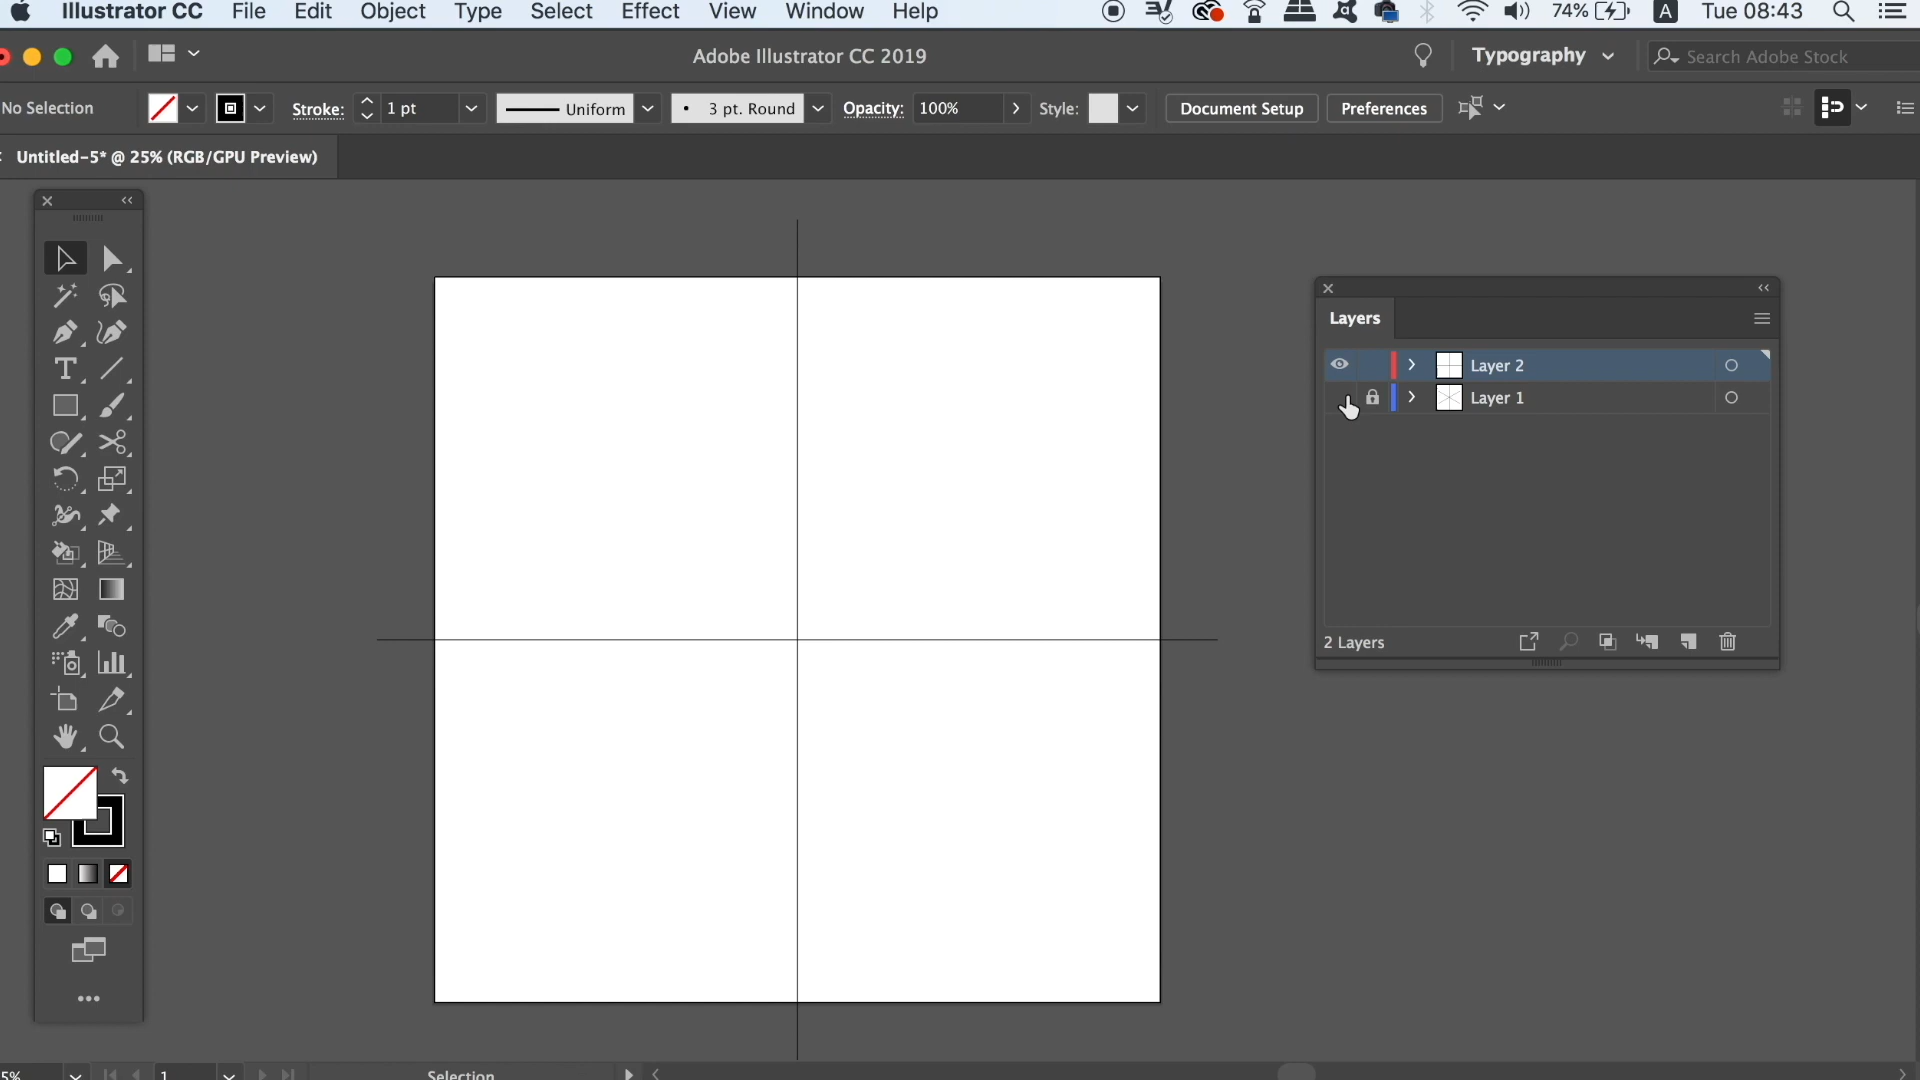 Illustrator CC File Edit Object Type Select Effect View Window Help 74% A Tue 08:43
Adobe Illustrator CC 2019 Typography Search Adobe Stock
No Selection Stroke: 1 pt Uniform 3 pt. Round Opacity: 100% Style: Document Setup Preferences
Untitled-5* @ 25% (RGB/GPU Preview)
Layers
Layer 2
Layer 1
2 Layers
5% 1 Selection